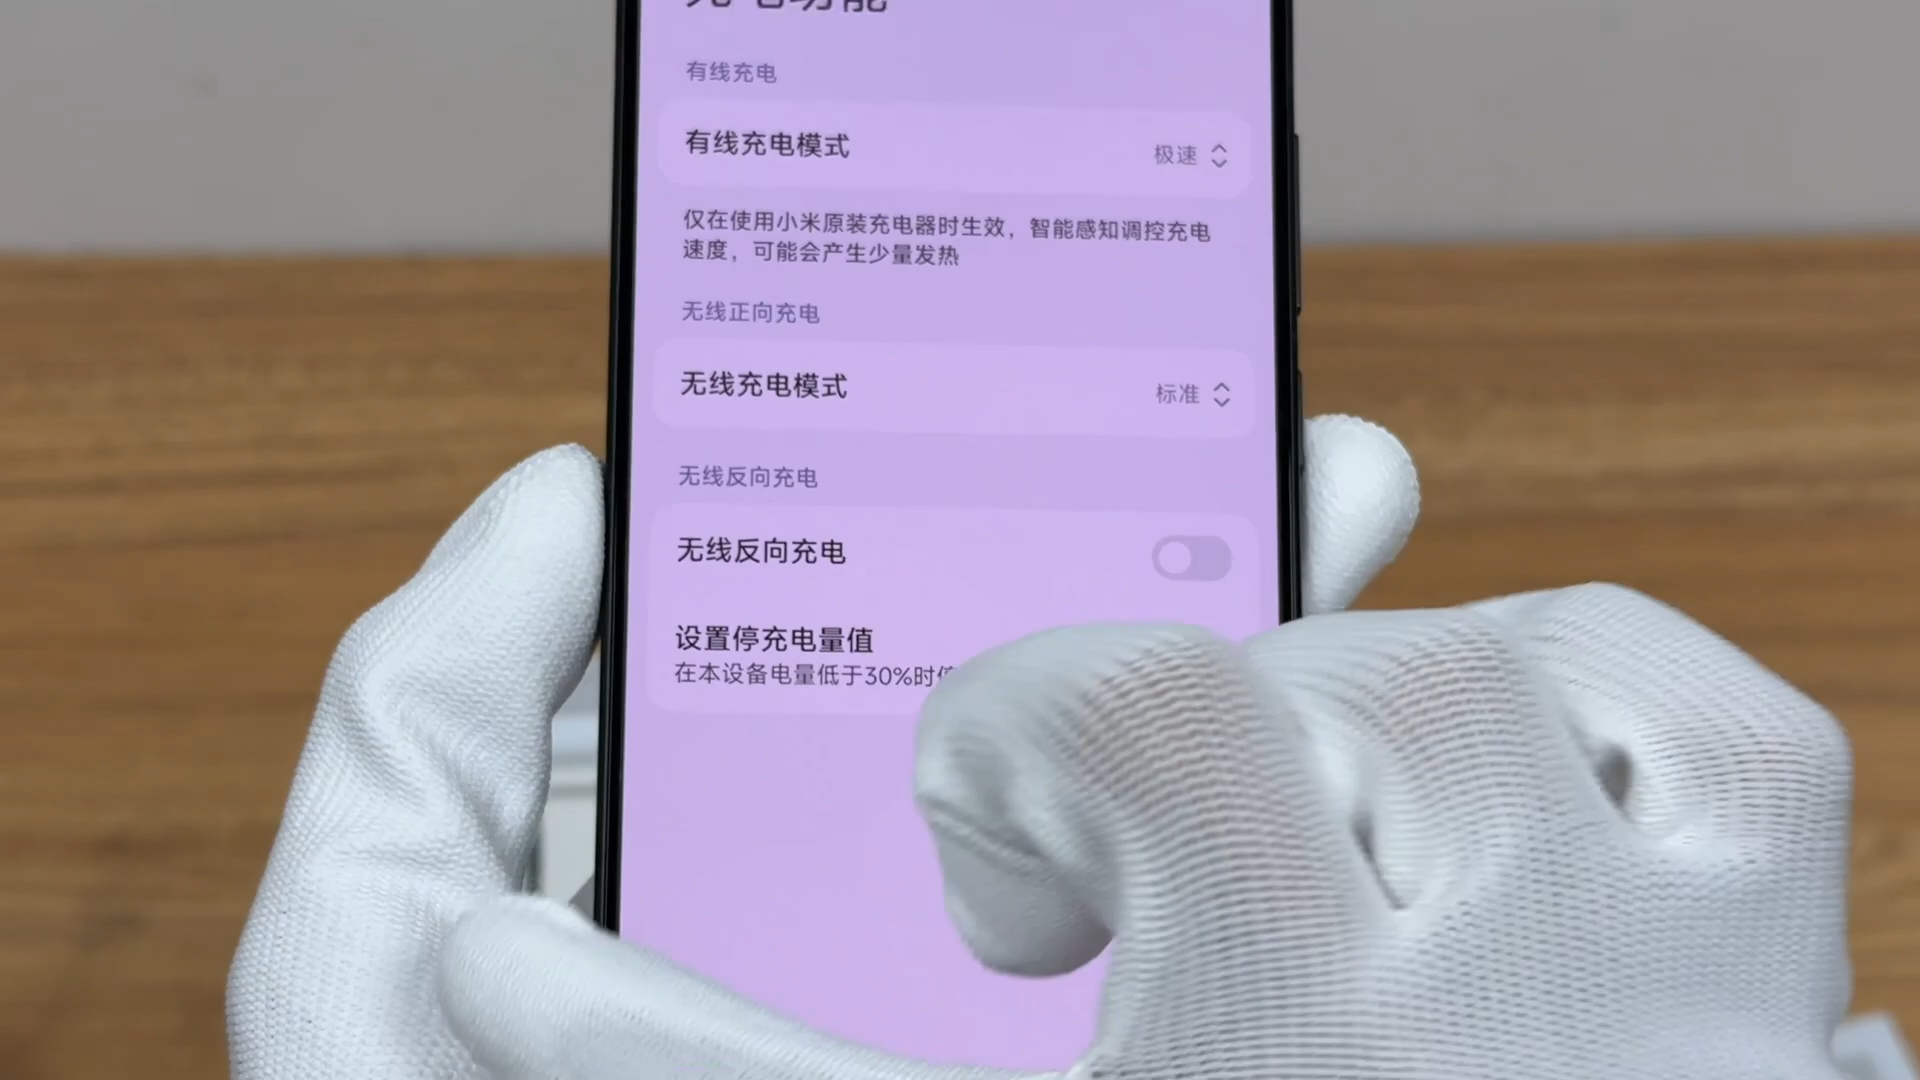 充电功能
有线充电
有线充电模式
极速
仅在使用小米原装充电器时生效，智能感知调控充电
速度，可能会产生少量发热
无线正向充电
无线充电模式
标准
无线反向充电
无线反向充电
设置停充电量值
在本设备电量低于30%时